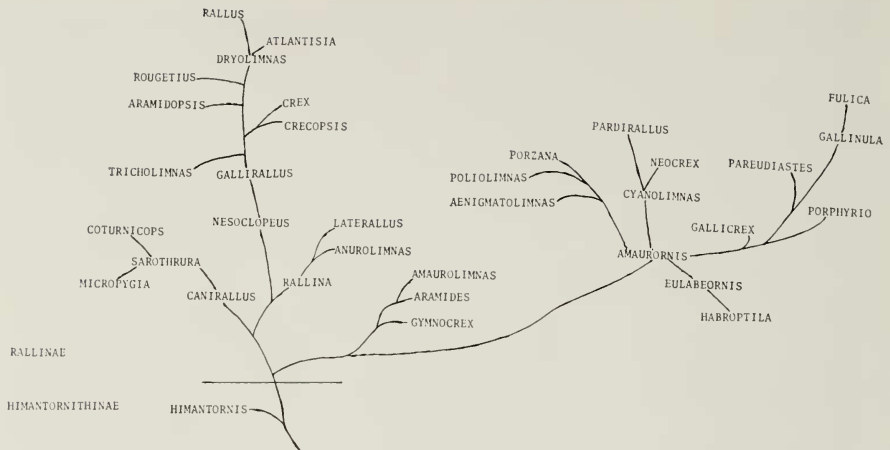 RALLUS
ATLANTISIA
DRYOLIMNAS
ROUGETIUS
ARAMIDOPSIS
CREX
CRECOPSIS
TRICHOLIMNAS
GALLIRALLUS
NESOCLOPEUS
LATERALLUS
ANUROLIMNAS
COTURNICOPS
SAROTHRURA
MICROPYGIA
CANIRALLUS
RALLINA
AMAUROLIMNAS
ARAMIDES
GYMNOCREX
PORZANA
POLIOLIMNAS
AENIGMATOLIMNAS
PARDIRALLUS
NEOCREX
CYANOLIMNAS
FULICA
GALLINULA
PAREUDIASTES
PORPHYRIO
GALLICREX
AMAURORNIS
EULABEORNIS
HABROPTILA
RALLINAE
HIMANTORNITHINAE
HIMANTORNIS